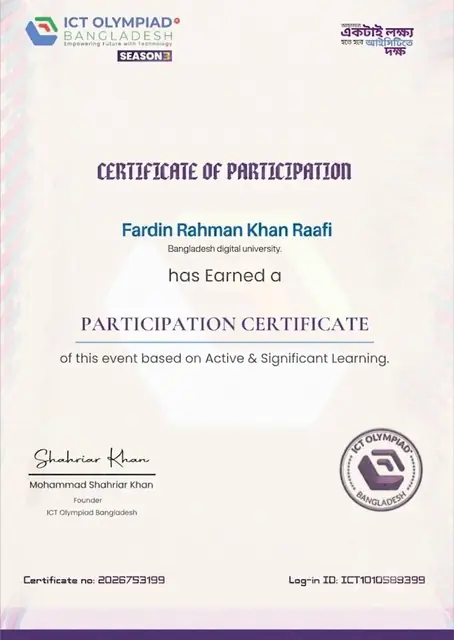 ICT OLYMPIAD
BANGLADESH
Empowering Future with Technology
SEASON3
একটাই লক্ষ্য
হতে হবে আইসিটিতে
দক্ষ
CERTIFICATE OF PARTICIPATION
Fardin Rahman Khan Raafi
Bangladesh digital university.
has Earned a
PARTICIPATION CERTIFICATE
of this event based on Active & Significant Learning.
Shahriar Khan
Mohammad Shahriar Khan
Founder
ICT Olympiad Bangladesh
ICT OLYMPIAD
BANGLADESH
Certificate no: 2026753199
Log-in ID: ICT1010589399